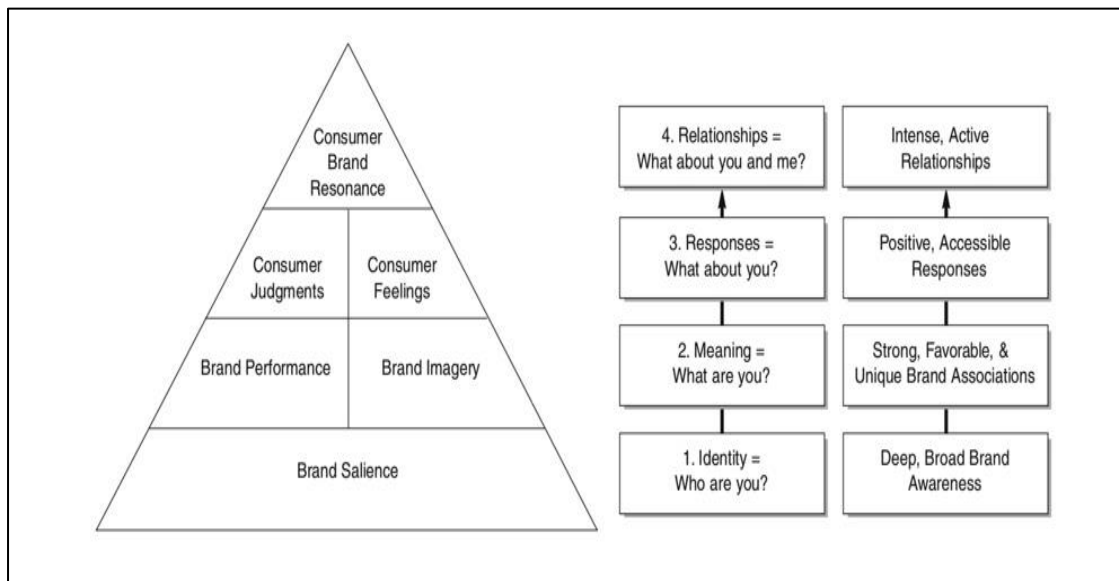 Consumer
Brand
Resonance
Consumer
Judgments
Consumer
Feelings
Brand Performance
Brand Imagery
Brand Salience
4. Relationships =
What about you and me?
Intense, Active
Relationships
3. Responses =
What about you?
Positive, Accessible
Responses
2. Meaning =
What are you?
Strong, Favorable, &
Unique Brand Associations
1. Identity =
Who are you?
Deep, Broad Brand
Awareness